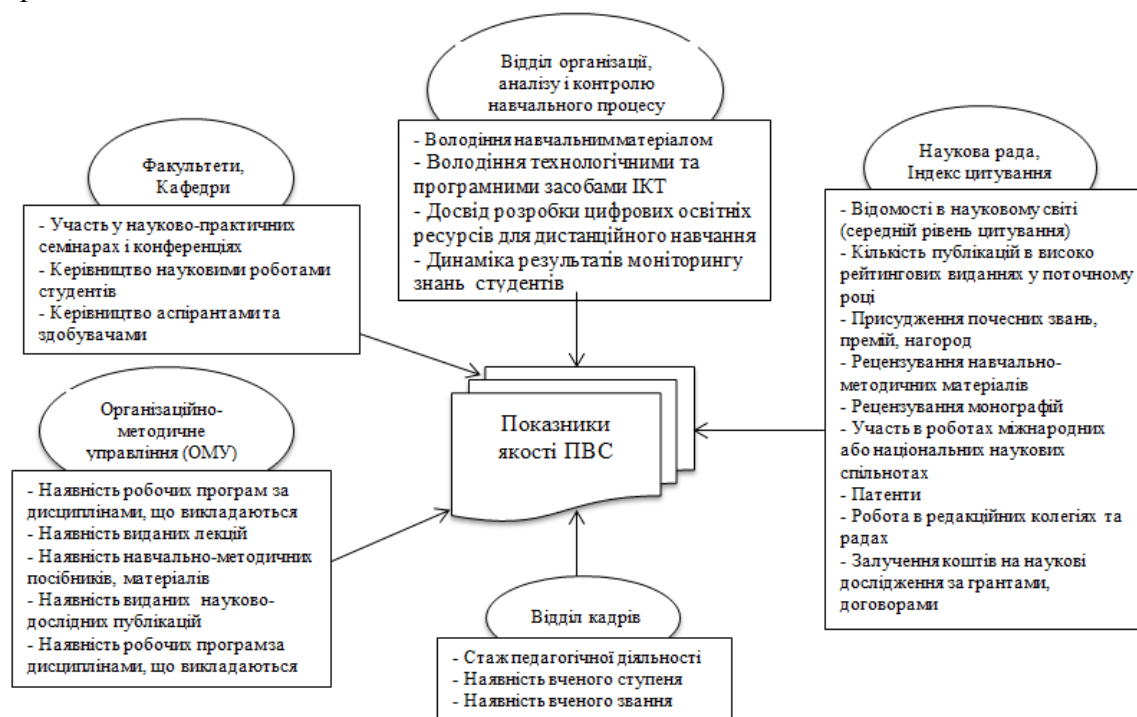 Відділ організації,
аналізу і контролю
навчального процесу
- Володіння навчальнимматеріалом
- Володіння технологічними та
програмними засобами ІКТ
- Досвід розробки цифрових освітніх
ресурсів для дистанційного навчання
- Динаміка результатів моніторингу
знань студентів
Факультети,
Кафедри
- Участь у науково-практичних
семінарах і конференціях
- Керівництво науковими роботами
студентів
- Керівництво аспірантами та
здобувачами
Наукова рада,
Індекс цитування
- Відомості в науковому світі
(середній рівень цитування)
- Кількість публікацій в високо
рейтингових виданнях у поточному
році
- Присудження почесних звань,
премій, нагород
- Рецензування навчально-
методичних матеріалів
- Рецензування монографій
- Участь в роботах міжнародних
або національних наукових
спільнотах
- Патенти
- Робота в редакційних колегіях та
радах
- Залучення коштів на наукові
дослідження за грантами,
договорами
Організаційно-
методичне
управління (ОМУ)
- Наявність робочих програм за
дисциплінами, що викладаються
- Наявність виданих лекцій
- Наявність навчально-методичних
посібників, матеріалів
- Наявність виданих науково-
дослідних публікацій
- Наявність робочих програмза
дисциплінами, що викладаються
Показники
якості ПВС
Відділ кадрів
- Стаж педагогічної діяльності
- Наявність вченого ступеня
- Наявність вченого звання